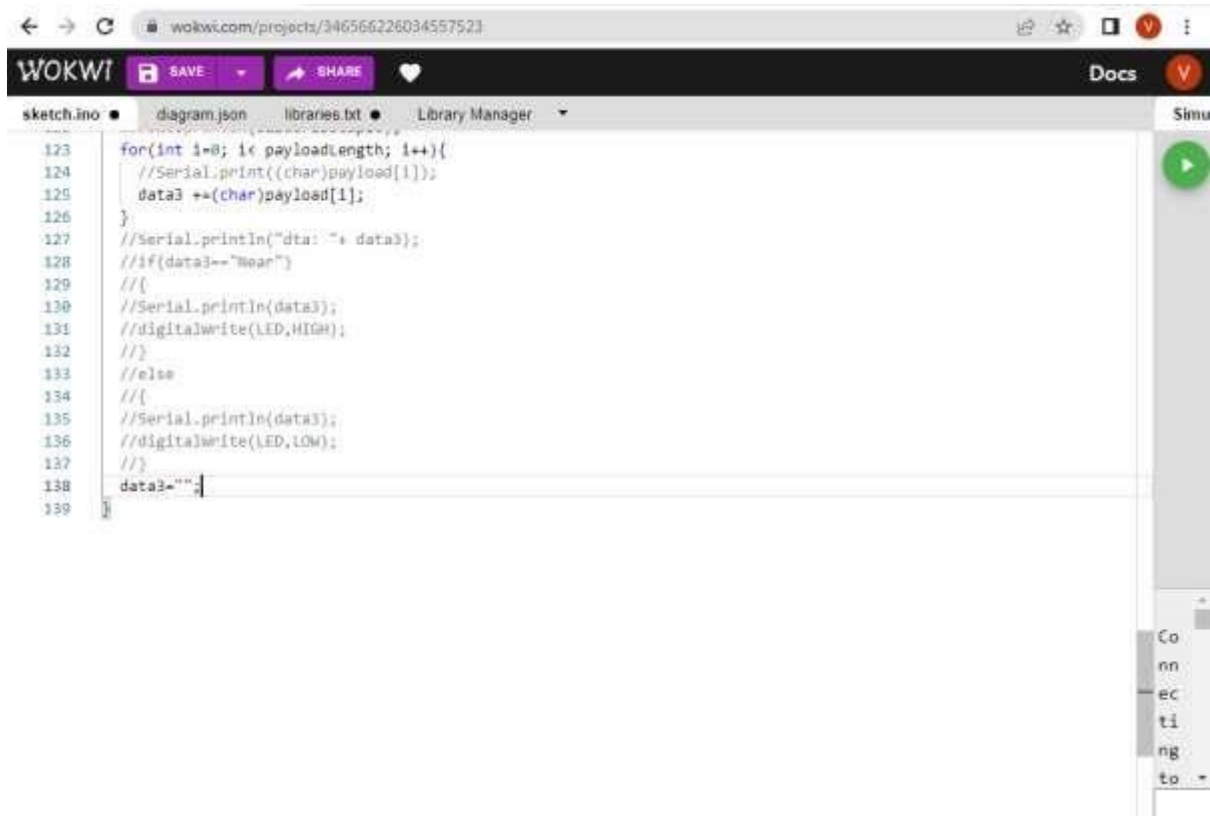 wokwi.com/projects/346566226034557523
V
WOKWI SAVE SHARE Docs V
sketch.ino ● diagram.json libraries.txt ● Library Manager Simu
123 for(int i=0; i< payloadLength; i++){
124 //Serial.print((char)payload[i]);
125 data3 +=(char)payload[i];
126 }
127 //Serial.println("dta: "+ data3);
128 //if(data3=="Near")
129 //{
130 //Serial.println(data3);
131 //digitalWrite(LED,HIGH);
132 //}
133 //else
134 //{
135 //Serial.println(data3);
136 //digitalWrite(LED,LOW);
137 //}
138 data3="";
139 }
Co
nn
ec
ti
ng
to